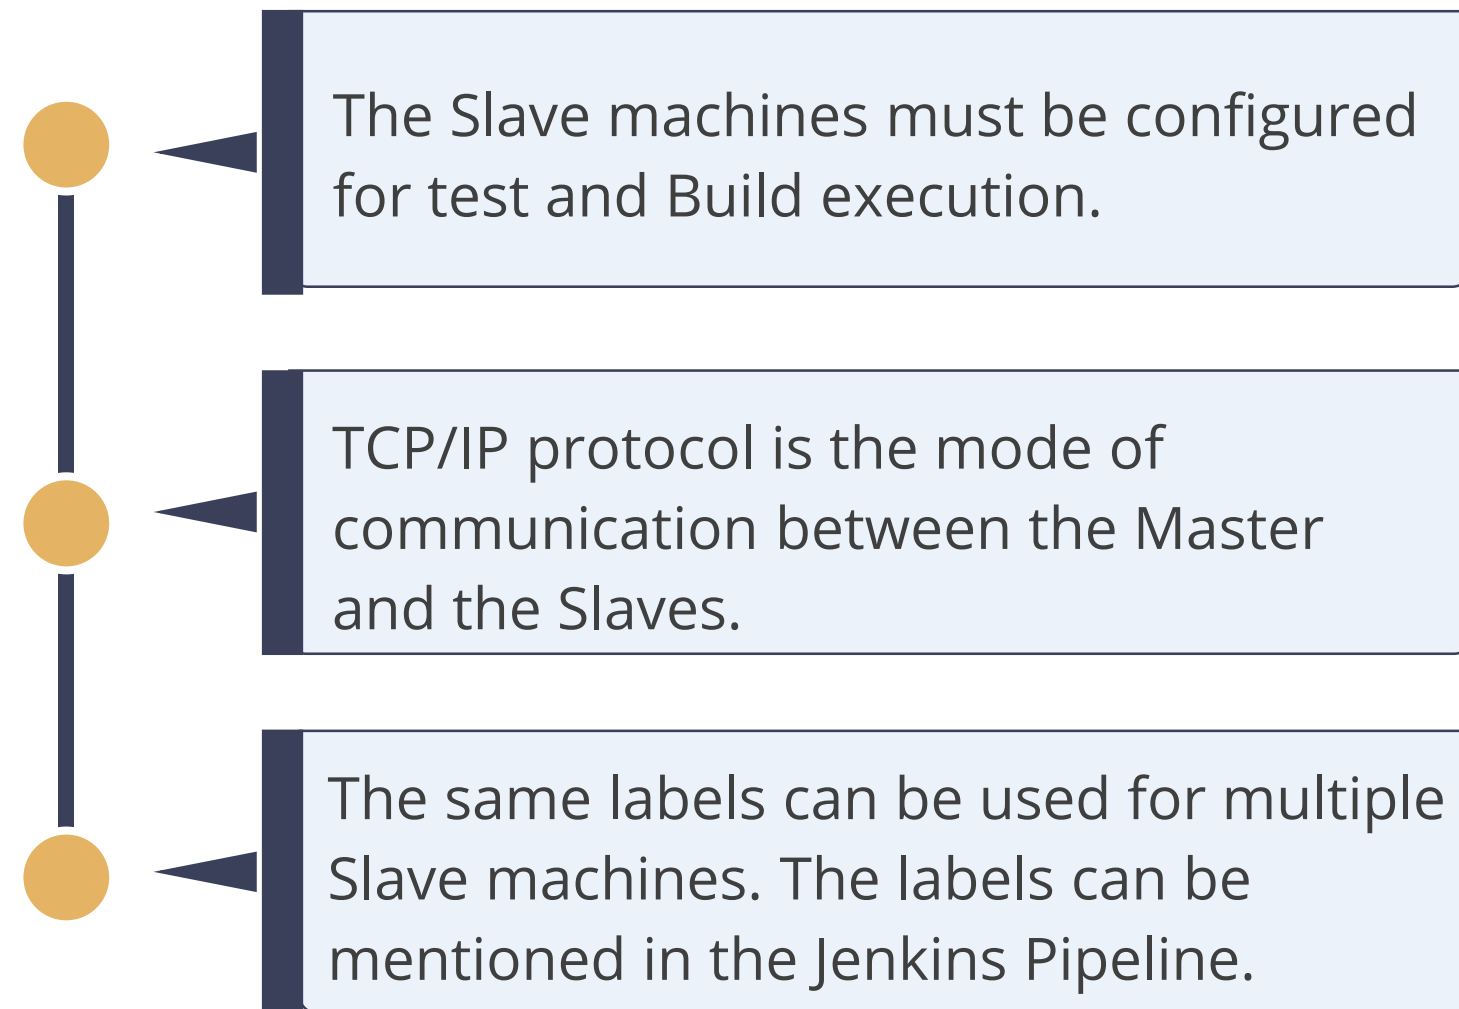 The Slave machines must be configured
for test and Build execution.
TCP/IP protocol is the mode of
communication between the Master
and the Slaves.
The same labels can be used for multiple
Slave machines. The labels can be
mentioned in the Jenkins Pipeline.